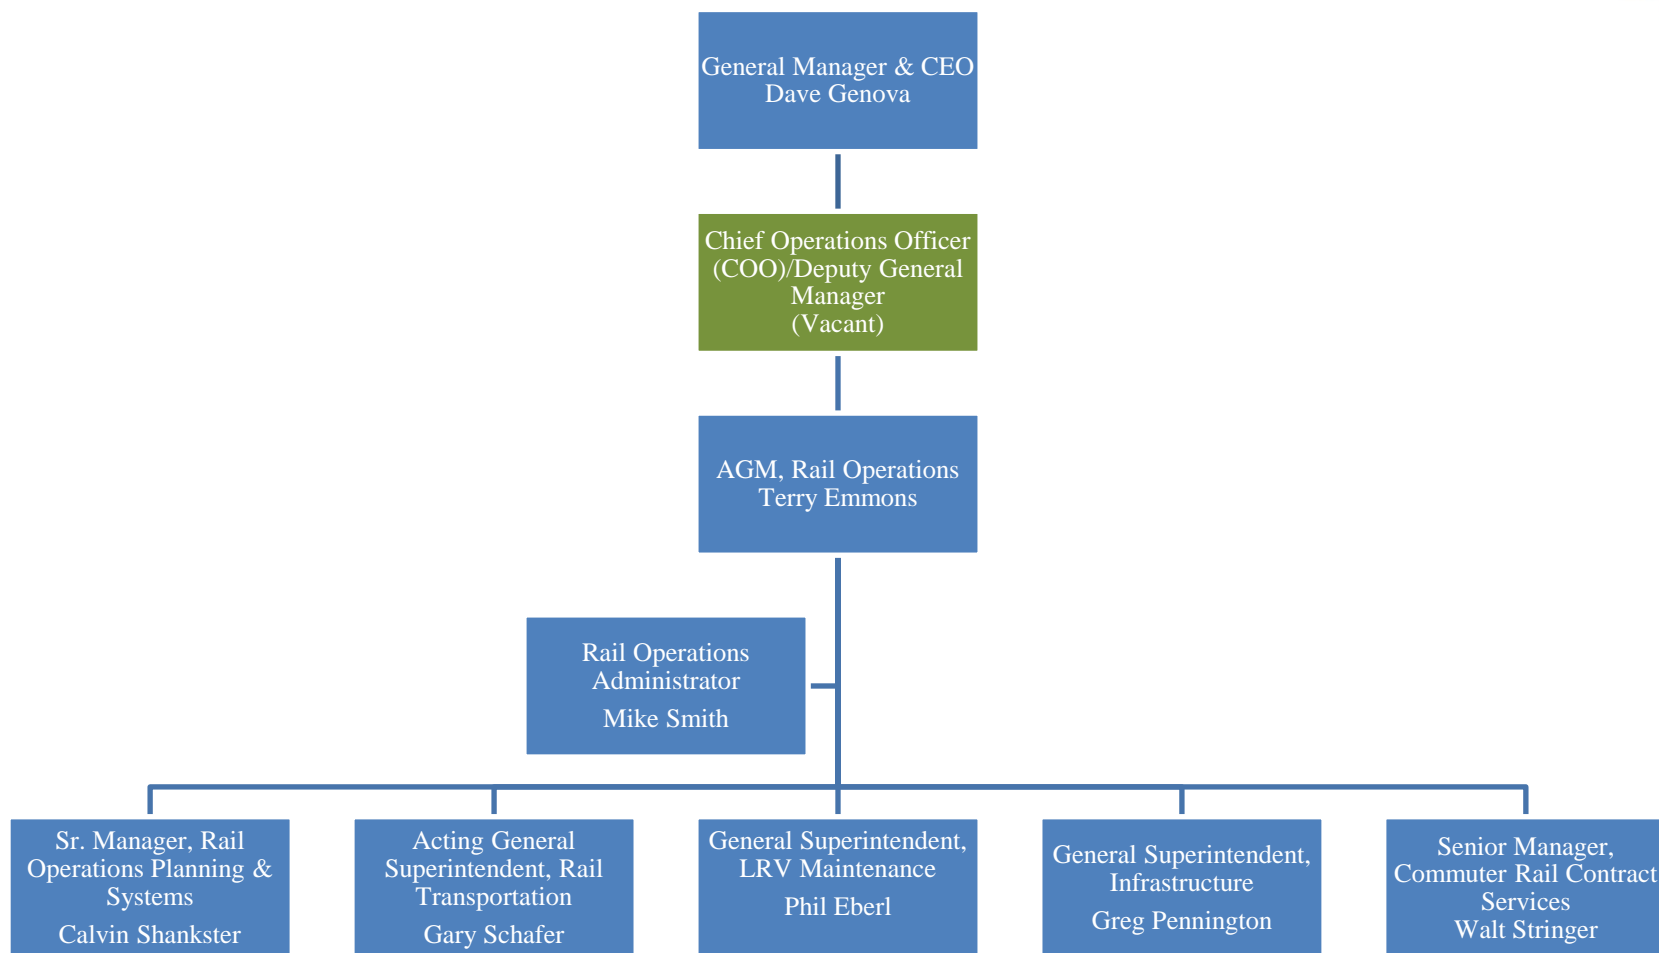 General Manager & CEO
Dave Genova
Chief Operations Officer
(COO)/Deputy General
Manager
(Vacant)
AGM, Rail Operations
Terry Emmons
Rail Operations
Administrator
Mike Smith
Sr. Manager, Rail
Operations Planning &
Systems
Calvin Shankster
Acting General
Superintendent, Rail
Transportation
Gary Schafer
General Superintendent,
LRV Maintenance
Phil Eberl
General Superintendent,
Infrastructure
Greg Pennington
Senior Manager,
Commuter Rail Contract
Services
Walt Stringer